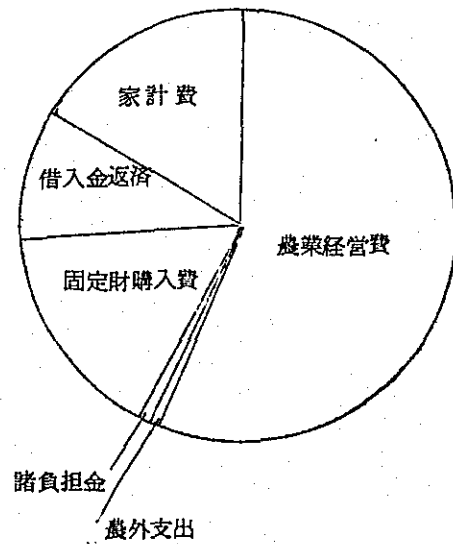 家計費
借入金返済
農業経営費
固定財購入費
諸負担金
農外支出